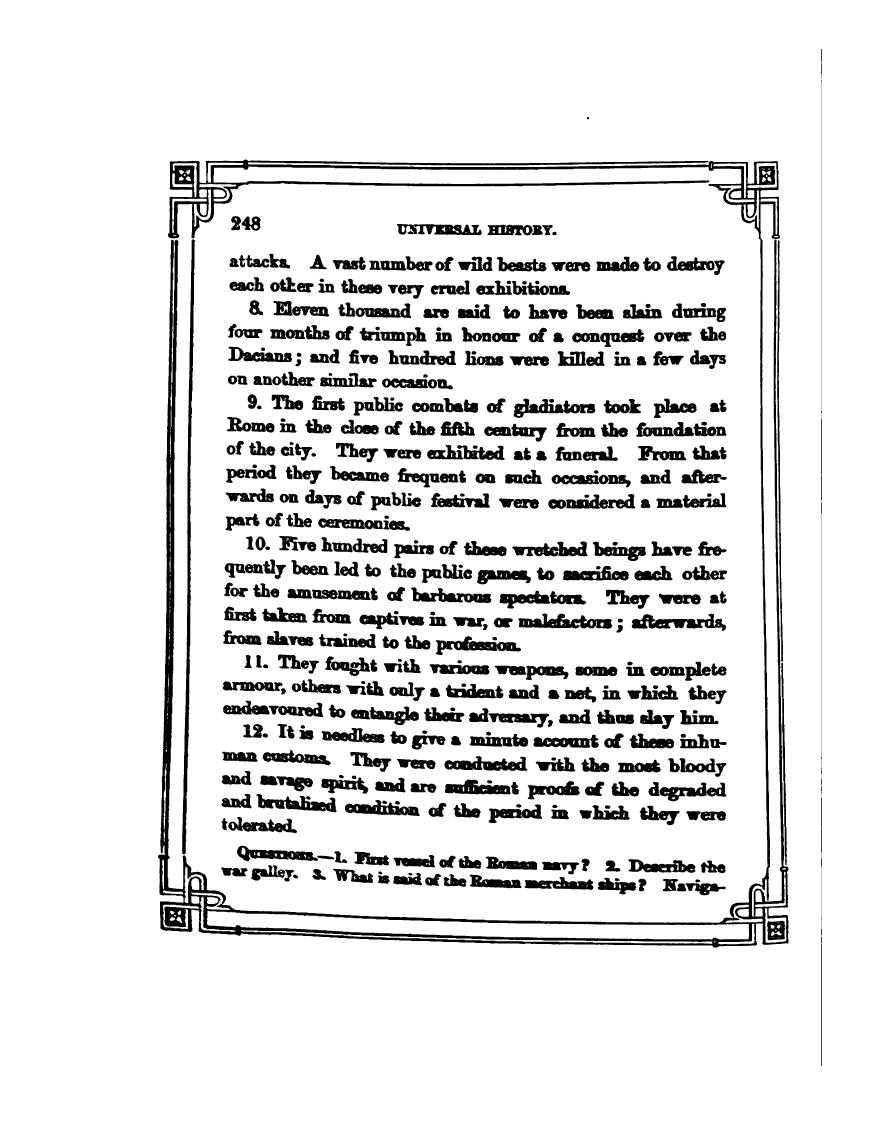 248
UNIVERSAL HISTORY.
attacks. A vast number of wild beasts were made to destroy
each other in these very cruel exhibitions.
8. Eleven thousand are said to have been slain during
four months of triumph in honour of a conquest over the
Dacians; and five hundred lions were killed in a few days
on another similar occasion.
9. The first public combats of gladiators took place at
Rome in the close of the fifth century from the foundation
of the city. They were exhibited at a funeral. From that
period they became frequent on such occasions, and after-
wards on days of public festival were considered a material
part of the ceremonies.
10. Five hundred pairs of these wretched beings have fre-
quently been led to the public games, to sacrifice each other
for the amusement of barbarous spectators. They were at
first taken from captives in war, or malefactors; afterwards,
from slaves trained to the profession.
11. They fought with various weapons, some in complete
armour, others with only a trident and a net, in which they
endeavoured to entangle their adversary, and thus slay him.
12. It is needless to give a minute account of these inhu-
man customs. They were conducted with the most bloody
and savage spirit, and are sufficient proofs of the degraded
and brutalized condition of the period in which they were
tolerated.
QUESTIONS.—1. First vessel of the Roman navy? 2. Describe the
war galley. 3. What is said of the Roman merchant ships? Naviga-